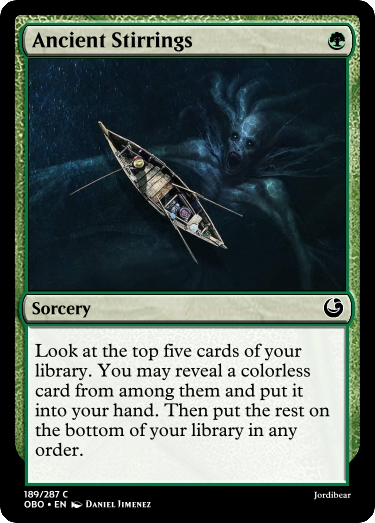 Ancient Stirrings
Sorcery
Look at the top five cards of your
library. You may reveal a colorless
card from among them and put it
into your hand. Then put the rest on
the bottom of your library in any
order.
189/287 C
OBO • EN Daniel Jimenez
Jordibear